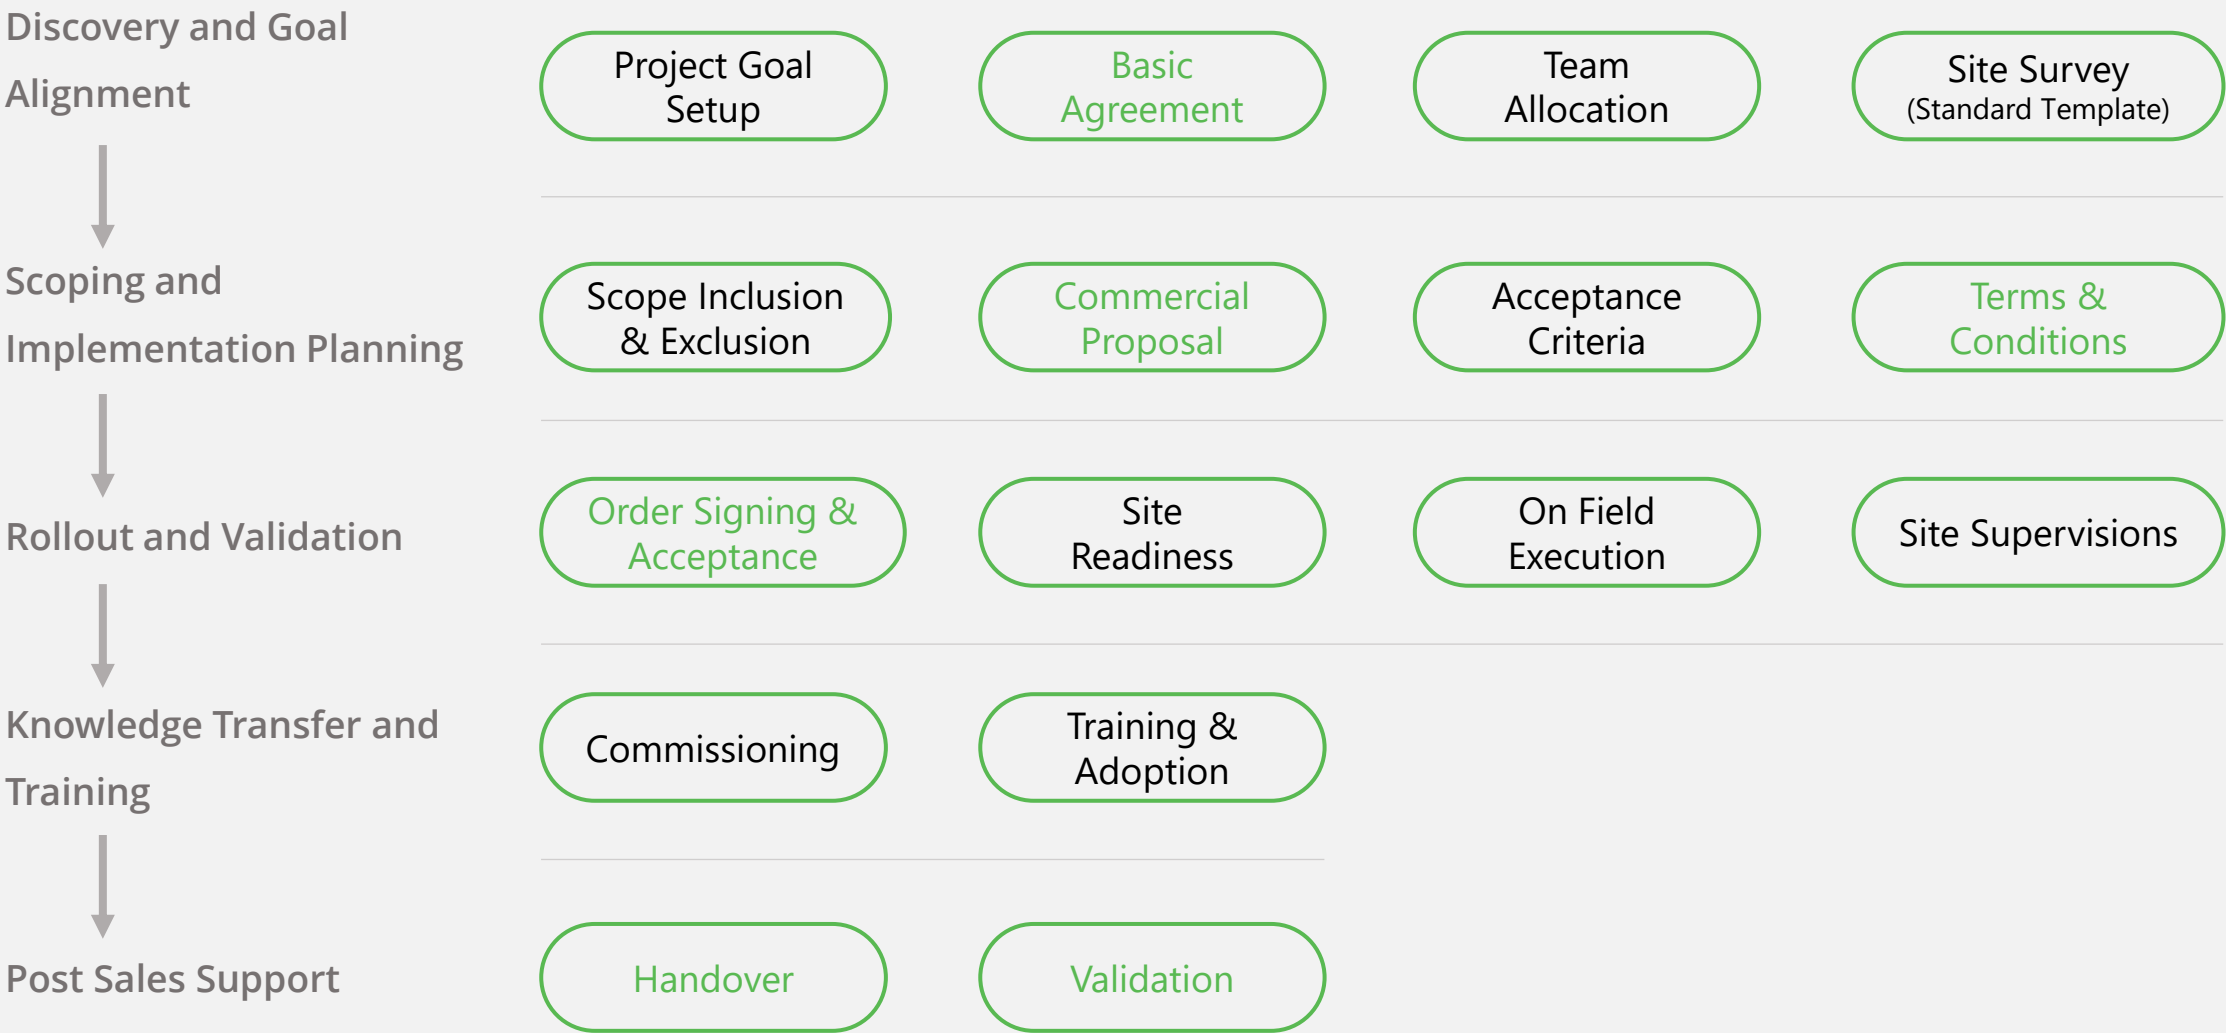 Discovery and Goal
Alignment
Project Goal
Setup
Basic
Agreement
Team
Allocation
Site Survey
(Standard Template)
Scoping and
Implementation Planning
Scope Inclusion
& Exclusion
Commercial
Proposal
Acceptance
Criteria
Terms &
Conditions
Rollout and Validation
Order Signing &
Acceptance
Site
Readiness
On Field
Execution
Site Supervisions
Knowledge Transfer and
Training
Commissioning
Training &
Adoption
Post Sales Support
Handover
Validation